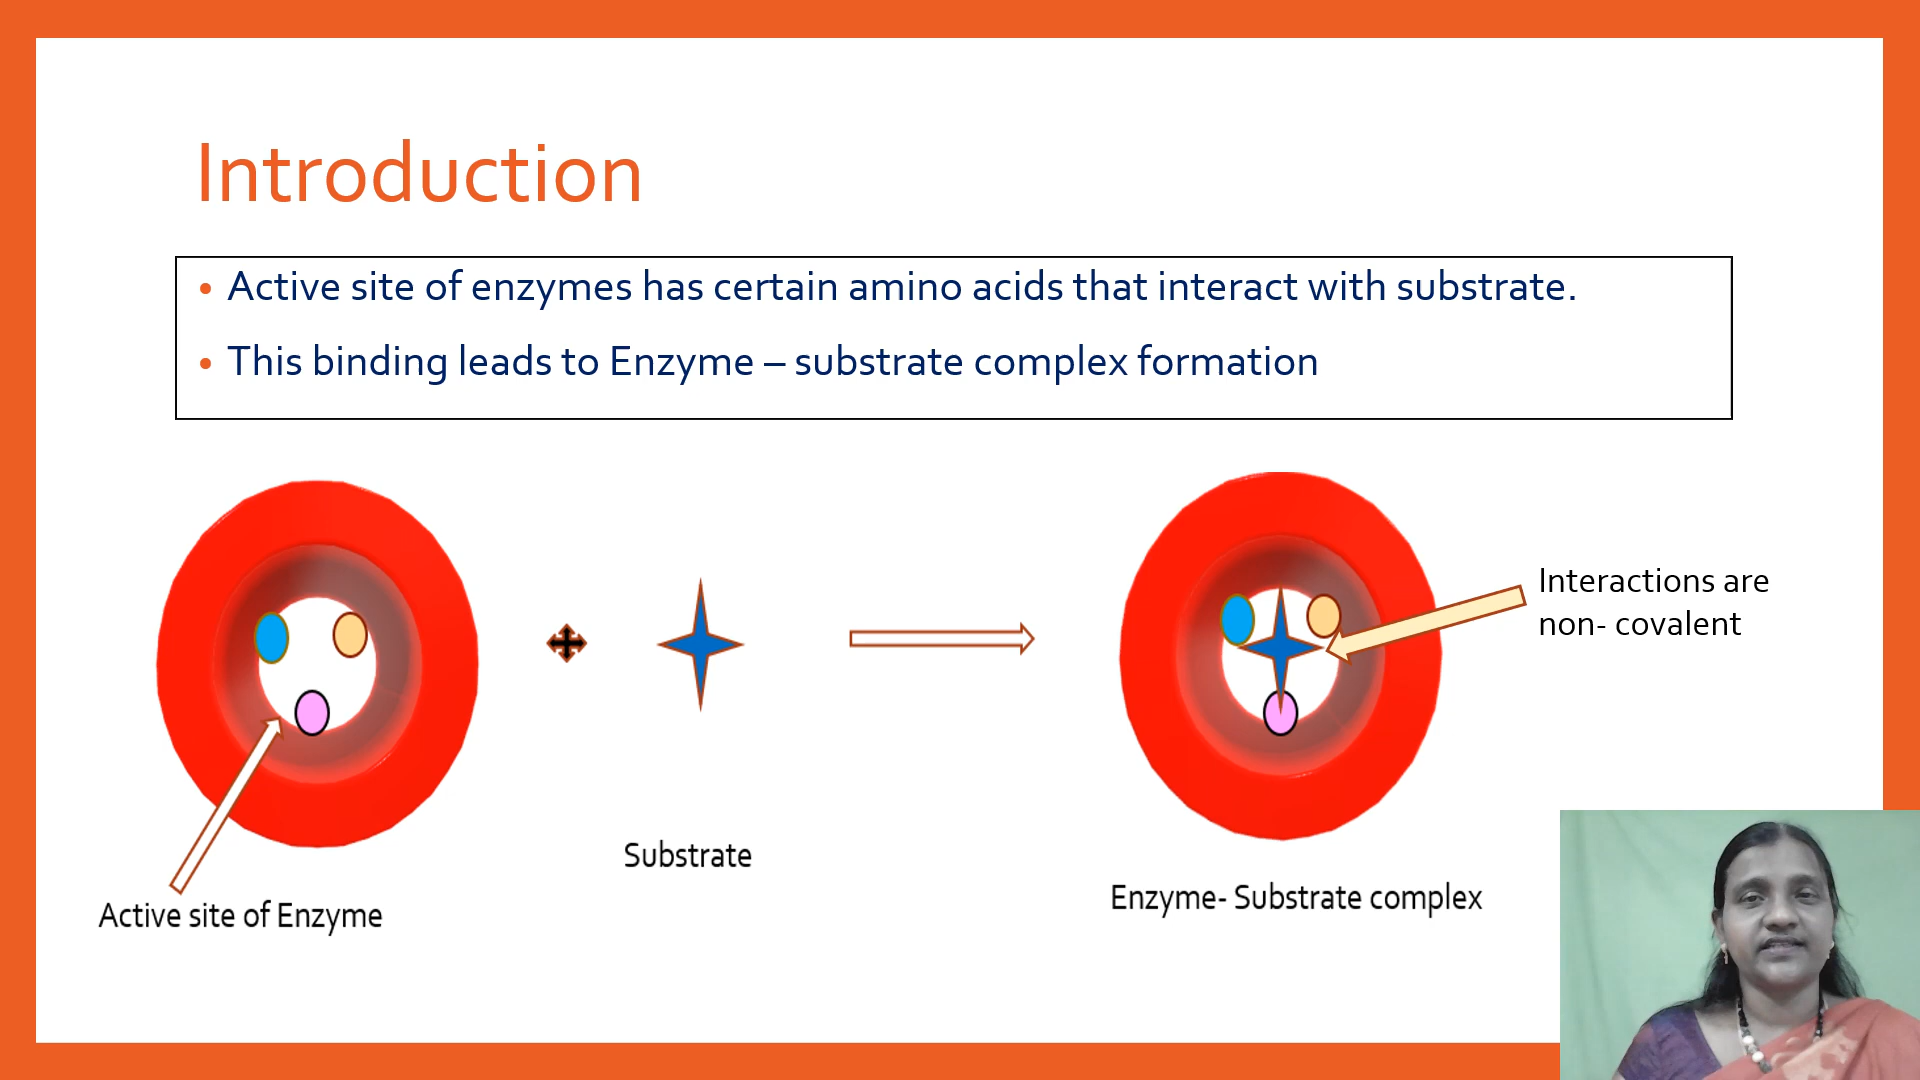 Introduction
• Active site of enzymes has certain amino acids that interact with substrate.
• This binding leads to Enzyme – substrate complex formation
Interactions are
non- covalent
Substrate
Enzyme- Substrate complex
Active site of Enzyme